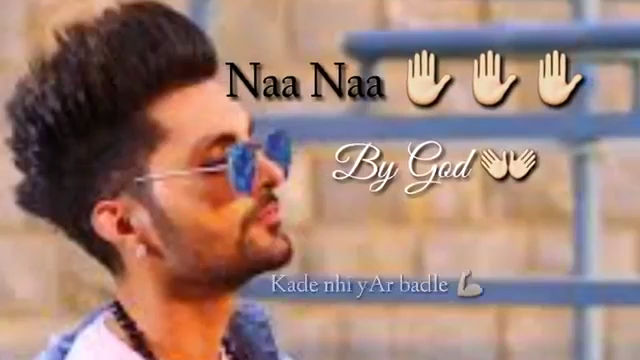 Naa Naa ✋🏻✋🏻✋🏻
By God 👐🏻
Kade nhi yAr badle 💪